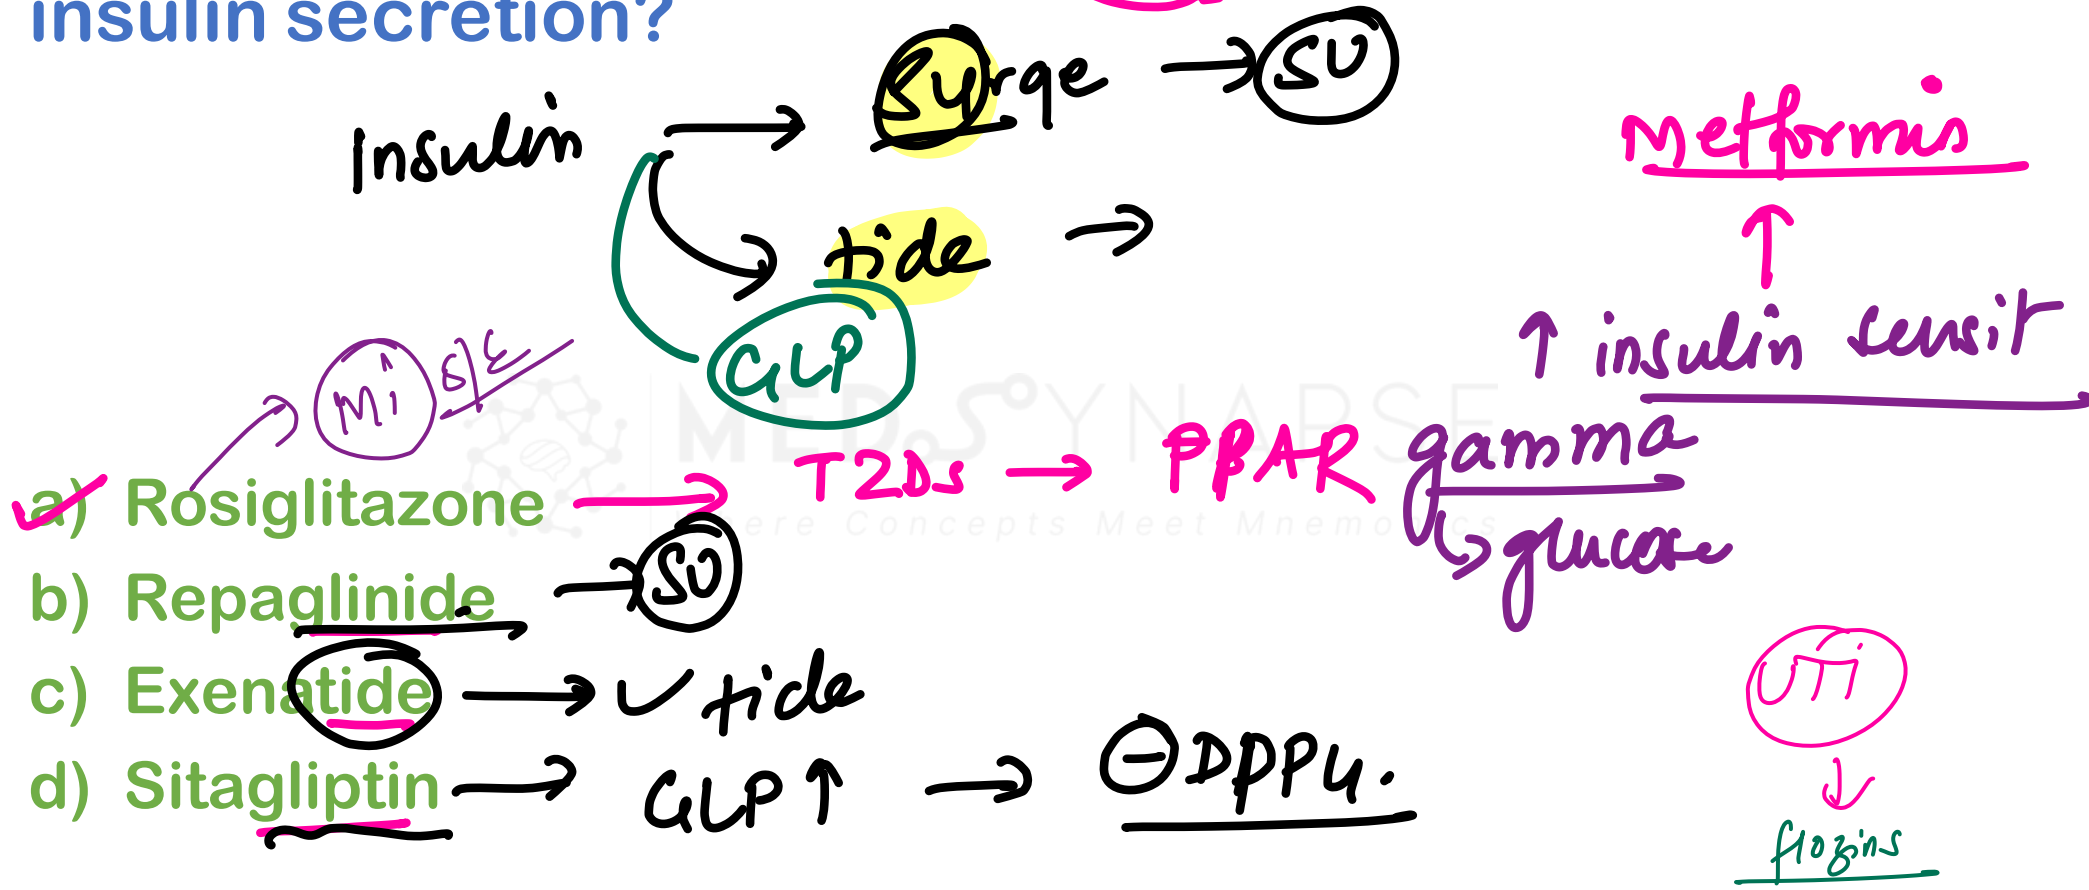 insulin secretion?
Insulin → Surge → SU
tide →
GLP
Metformin
↑
↑ insulin sensit
MI S/E
a) Rosiglitazone → T2Ds → PPAR gamma
↳ glucose
b) Repaglinide → SU
c) Exenatide → ✓ tide
d) Sitagliptin → GLP ↑ → ⊖ DPP4.
UTI
↓
flozins
MEDSYNAPSE
Where Concepts Meet Mnemonics